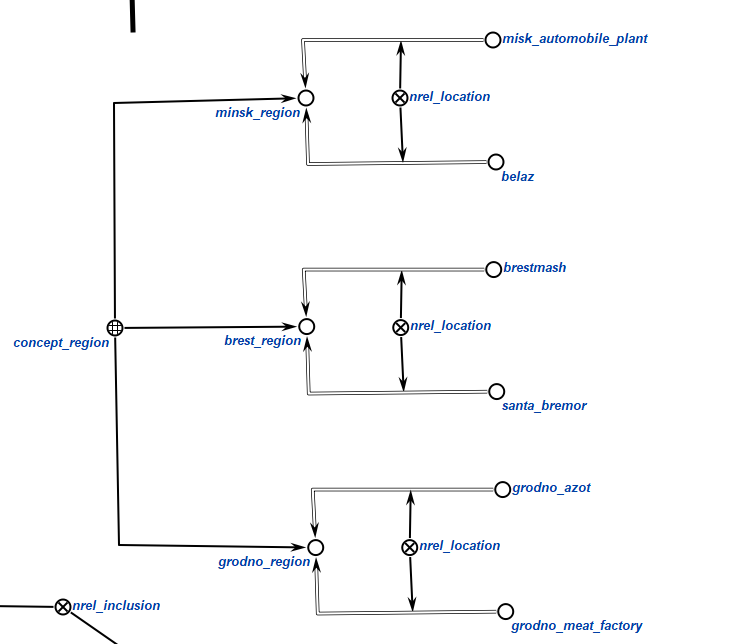 misk_automobile_plant
nrel_location
minsk_region
belaz
brestmash
nrel_location
brest_region
concept_region
santa_bremor
grodno_azot
nrel_location
grodno_region
nrel_inclusion
grodno_meat_factory